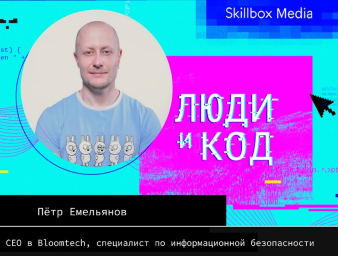 Skillbox Media
ЛЮДИ
И
КОД
Пётр Емельянов
CEO в Bloomtech, специалист по информационной безопасности